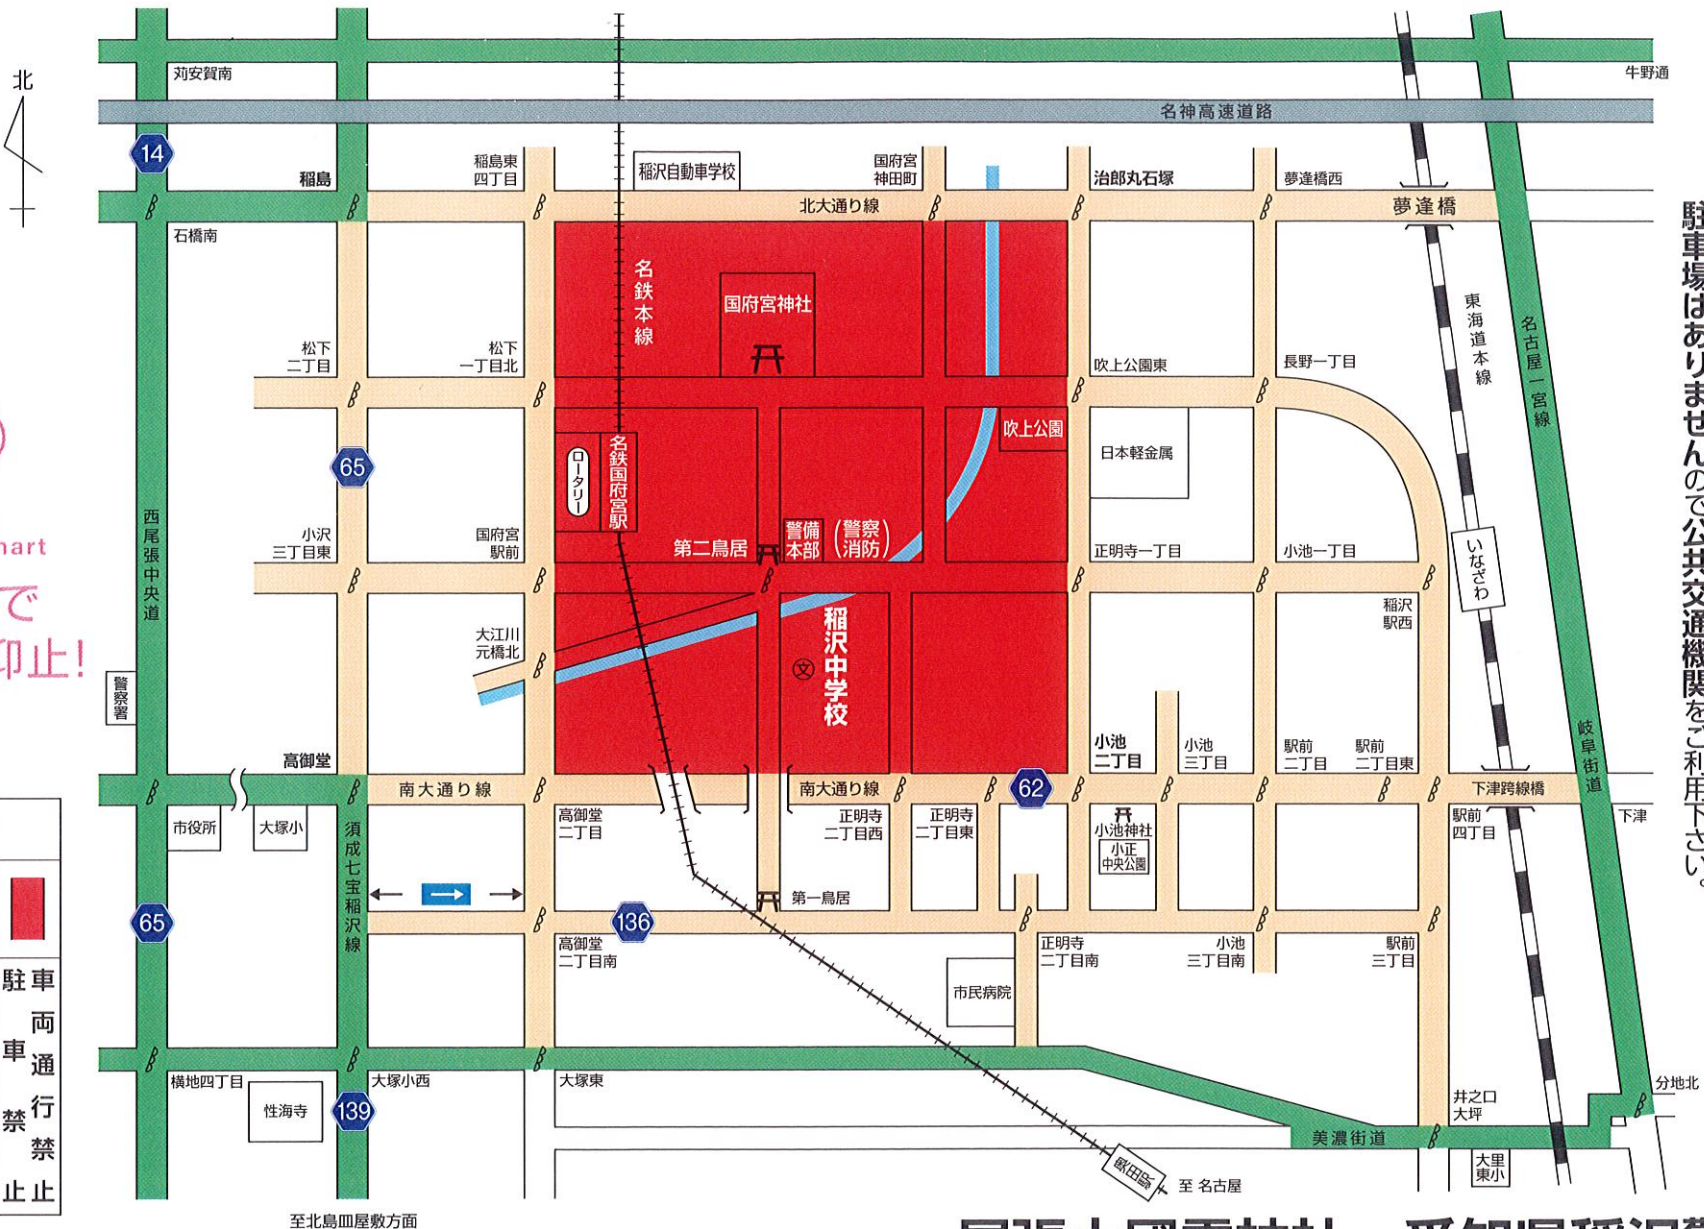 北
苅安賀南
牛野通
名神高速道路
14
稲島
稲島東
四丁目
稲沢自動車学校
国府宮
神田町
治郎丸石塚
夢逢橋西
北大通り線
夢逢橋
石橋南
名鉄本線
国府宮神社
東海道本線
名古屋一宮線
松下
二丁目
松下
一丁目北
吹上公園東
長野一丁目
吹上公園
日本軽金属
65
ロータリー
名鉄国府宮駅
西尾張中央道
小沢
三丁目東
国府宮
駅前
第二鳥居
警備
本部
(警察
消防)
正明寺一丁目
小池一丁目
いなざわ
稲沢
駅西
大江川
元橋北
稲沢中学校
文
警察署
高御堂
小池
二丁目
小池
三丁目
駅前
二丁目
駅前
二丁目東
岐阜街道
南大通り線
南大通り線
62
下津跨線橋
市役所
大塚小
須成七宝稲沢線
高御堂
二丁目
正明寺
二丁目西
正明寺
二丁目東
小池神社
小正
中央公園
駅前
四丁目
下津
第一鳥居
65
136
高御堂
二丁目南
正明寺
二丁目南
小池
三丁目南
駅前
三丁目
市民病院
横地四丁目
大塚小西
大塚東
性海寺
139
井之口
大坪
分地北
美濃街道
大里
東小
至 名古屋
至北島皿屋敷方面
駐車場はありませんので公共交通機関をご利用下さい。
車両通行禁止
駐車禁止
で
止!